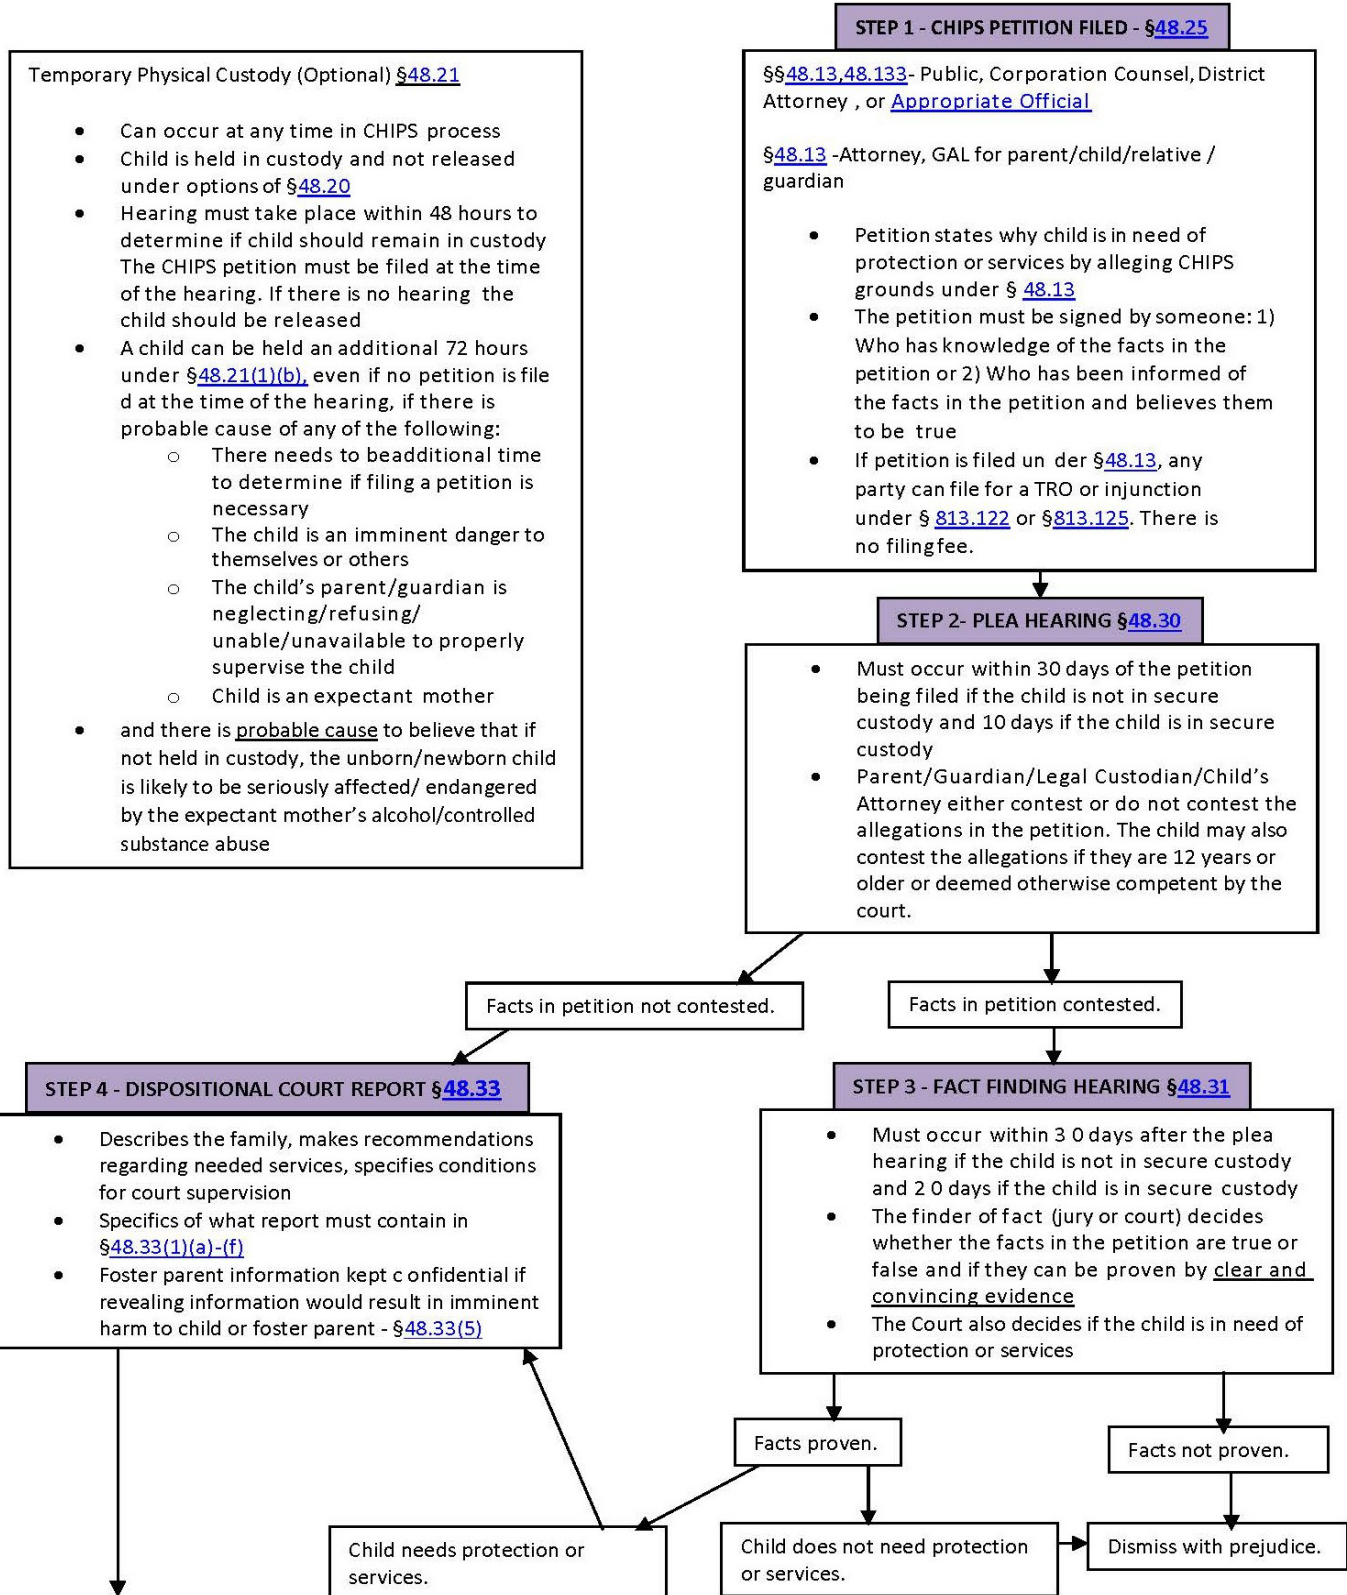 STEP 1 - CHIPS PETITION FILED - §48.25
Temporary Physical Custody (Optional) §48.21
• Can occur at any time in CHIPS process
• Child is held in custody and not released
under options of §48.20
• Hearing must take place within 48 hours to
determine if child should remain in custody
The CHIPS petition must be filed at the time
of the hearing. If there is no hearing the
child should be released
• A child can be held an additional 72 hours
under §48.21(1)(b), even if no petition is file
d at the time of the hearing, if there is
probable cause of any of the following:
o There needs to beadditional time
to determine if filing a petition is
necessary
o The child is an imminent danger to
themselves or others
o The child's parent/guardian is
neglecting/refusing/
unable/unavailable to properly
supervise the child
o Child is an expectant mother
• and there is probable cause to believe that if
not held in custody, the unborn/newborn child
is likely to be seriously affected/ endangered
by the expectant mother's alcohol/controlled
substance abuse
§§48.13,48.133- Public, Corporation Counsel, District
Attorney , or Appropriate Official
§48.13 -Attorney, GAL for parent/child/relative /
guardian
• Petition states why child is in need of
protection or services by alleging CHIPS
grounds under § 48.13
• The petition must be signed by someone: 1)
Who has knowledge of the facts in the
petition or 2) Who has been informed of
the facts in the petition and believes them
to be true
• If petition is filed un der §48.13, any
party can file for a TRO or injunction
under § 813.122 or §813.125. There is
no filingfee.
STEP 2- PLEA HEARING §48.30
• Must occur within 30 days of the petition
being filed if the child is not in secure
custody and 10 days if the child is in secure
custody
• Parent/Guardian/Legal Custodian/Child's
Attorney either contest or do not contest the
allegations in the petition. The child may also
contest the allegations if they are 12 years or
older or deemed otherwise competent by the
court.
Facts in petition not contested.
Facts in petition contested.
STEP 4 - DISPOSITIONAL COURT REPORT §48.33
• Describes the family, makes recommendations
regarding needed services, specifies conditions
for court supervision
• Specifics of what report must contain in
§48.33(1)(a)-(f)
• Foster parent information kept c onfidential if
revealing information would result in imminent
harm to child or foster parent - §48.33(5)
STEP 3 - FACT FINDING HEARING §48.31
• Must occur within 3 0 days after the plea
hearing if the child is not in secure custody
and 2 0 days if the child is in secure custody
• The finder of fact (jury or court) decides
whether the facts in the petition are true or
false and if they can be proven by clear and
convincing evidence
• The Court also decides if the child is in need of
protection or services
Facts proven.
Facts not proven.
Child needs protection or
services.
Child does not need protection
or services.
Dismiss with prejudice.